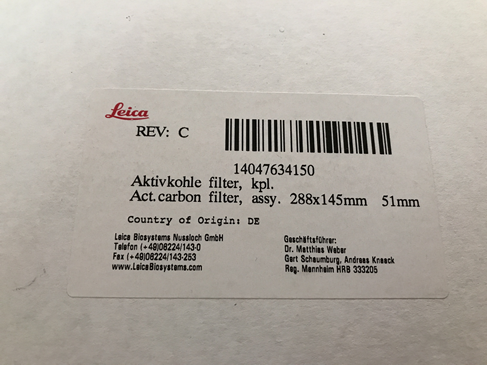 Leica
REV: C
14047634150
Aktivkohle filter, kpl.
Act.carbon filter, assy. 288x145mm 51mm
Country of Origin: DE
Leica Biosystems Nussloch GmbH
Telefon (+49)06224/143-0
Fax (+49)06224/143-253
www.LeicaBiosystems.com
Geschäftsführer:
Dr. Matthias Weber
Gert Schaumburg, Andreas Knaack
Reg. Mannheim HRB 333205